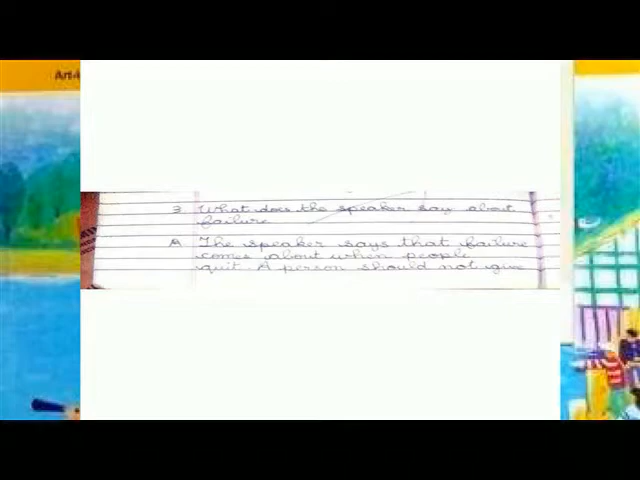 3 What does the speaker say about
failure
A The speaker says that failure
comes about when people
quit. A person should not give